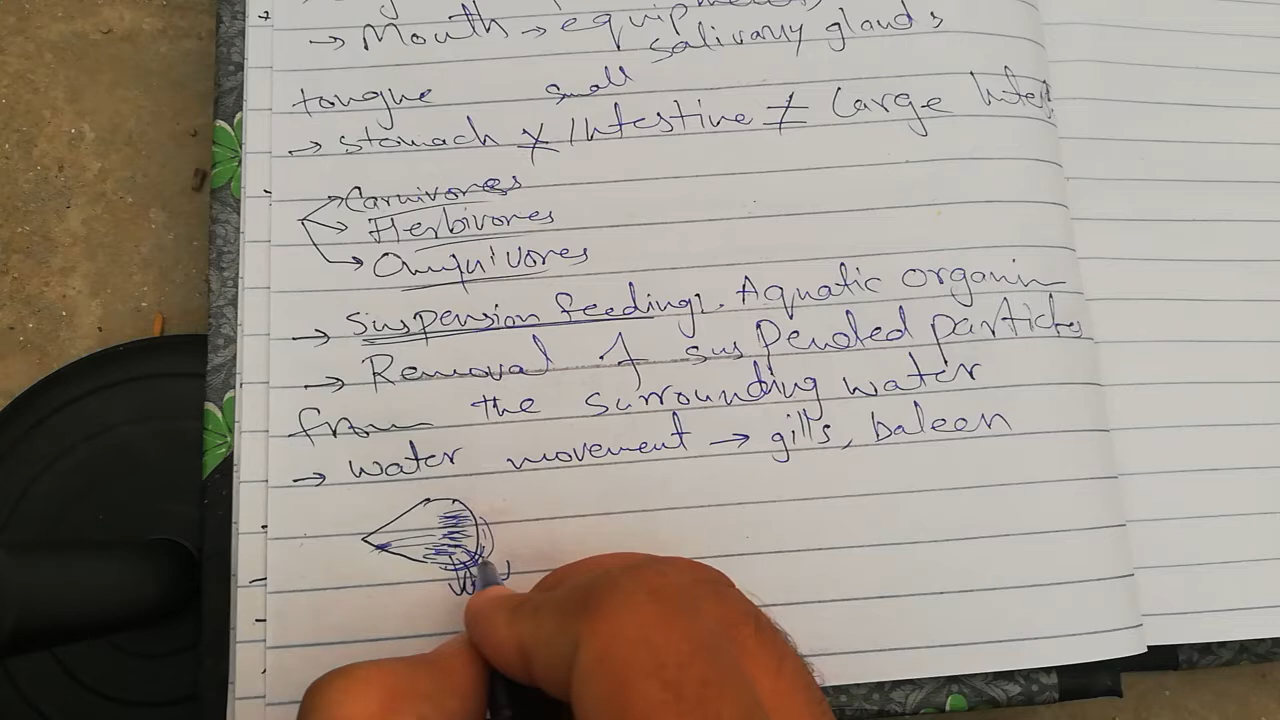 → Mouth → equipments,
salivary glands
tongue small
→ stomach ≠ Intestine ≠ Large Intest
→ Carnivores
→ Herbivores
→ Omnivores
→ Suspension feeding. Aquatic organism
→ Removal of suspended particles
from the surrounding water
→ water movement → gills, baleen